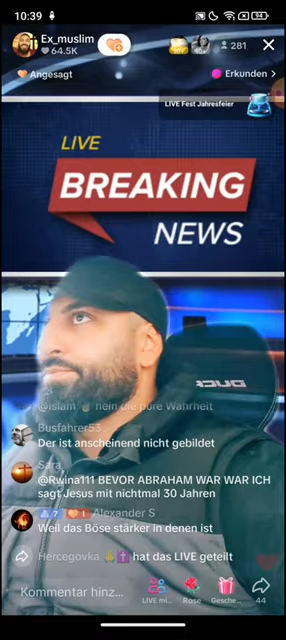 10:39
94
Ex_muslim
64.5K
281
Angesagt
Erkunden >
LIVE Fest Jahresfeier
LIVE
BREAKING
NEWS
@Islam nein die pure Wahrheit
Busfahrer53
Der ist anscheinend nicht gebildet
Sara
@Rwina111 BEVOR ABRAHAM WAR WAR ICH
sagt Jesus mit nichtmal 30 Jahren
7 1 Alexander S
Weil das Böse stärker in denen ist
Hercegovka hat das LIVE geteilt
Kommentar hinz...
LIVE mi...
Rose
Gesche...
44